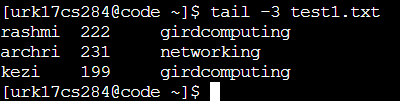 [urk17cs284@code ~]$ tail -3 test1.txt
rashmi  222     girdcomputing
archri  231     networking
kezi    199     girdcomputing
[urk17cs284@code ~]$